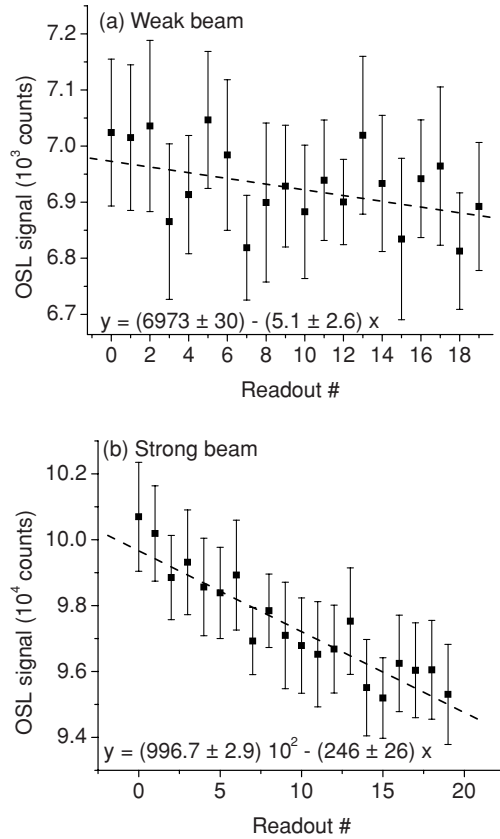 (a) Weak beam
7.2
7.1
7.0
6.9
6.8
6.7
OSL signal (10³ counts)
y = (6973 ± 30) - (5.1 ± 2.6) x
0 2 4 6 8 10 12 14 16 18
Readout #
(b) Strong beam
10.2
10.0
9.8
9.6
9.4
OSL signal (10⁴ counts)
y = (996.7 ± 2.9) 10² - (246 ± 26) x
0 5 10 15 20
Readout #